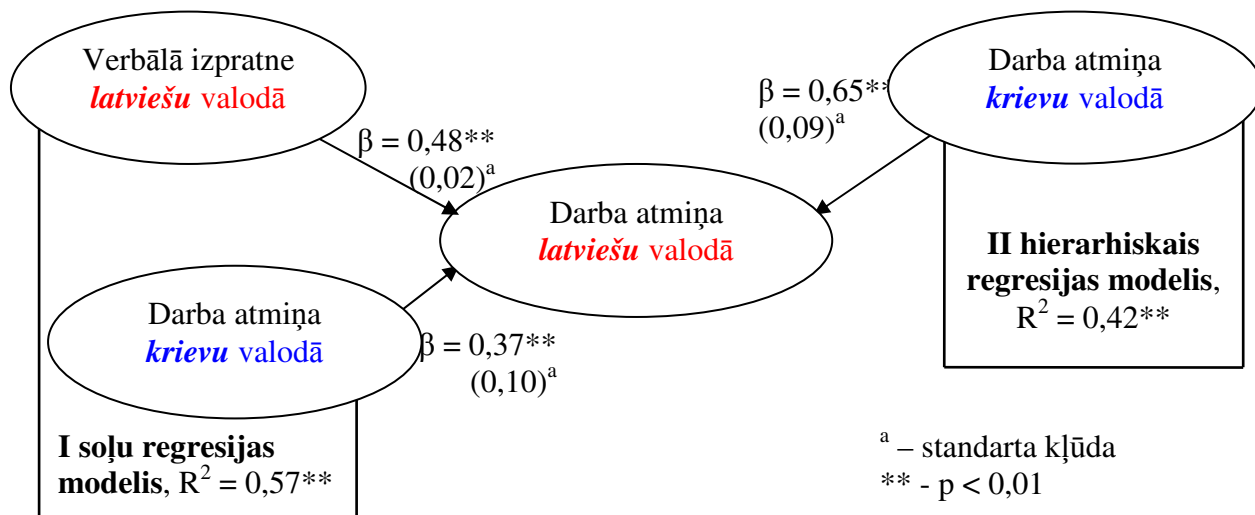 Verbālā izpratne
latviešu valodā
β = 0,48**
(0,02)ᵃ
Darba atmiņa
krievu valodā
β = 0,65**
(0,09)ᵃ
Darba atmiņa
latviešu valodā
Darba atmiņa
krievu valodā
β = 0,37**
(0,10)ᵃ
II hierarhiskais
regresijas modelis,
R² = 0,42**
I soļu regresijas
modelis, R² = 0,57**
ᵃ – standarta kļūda
** - p < 0,01